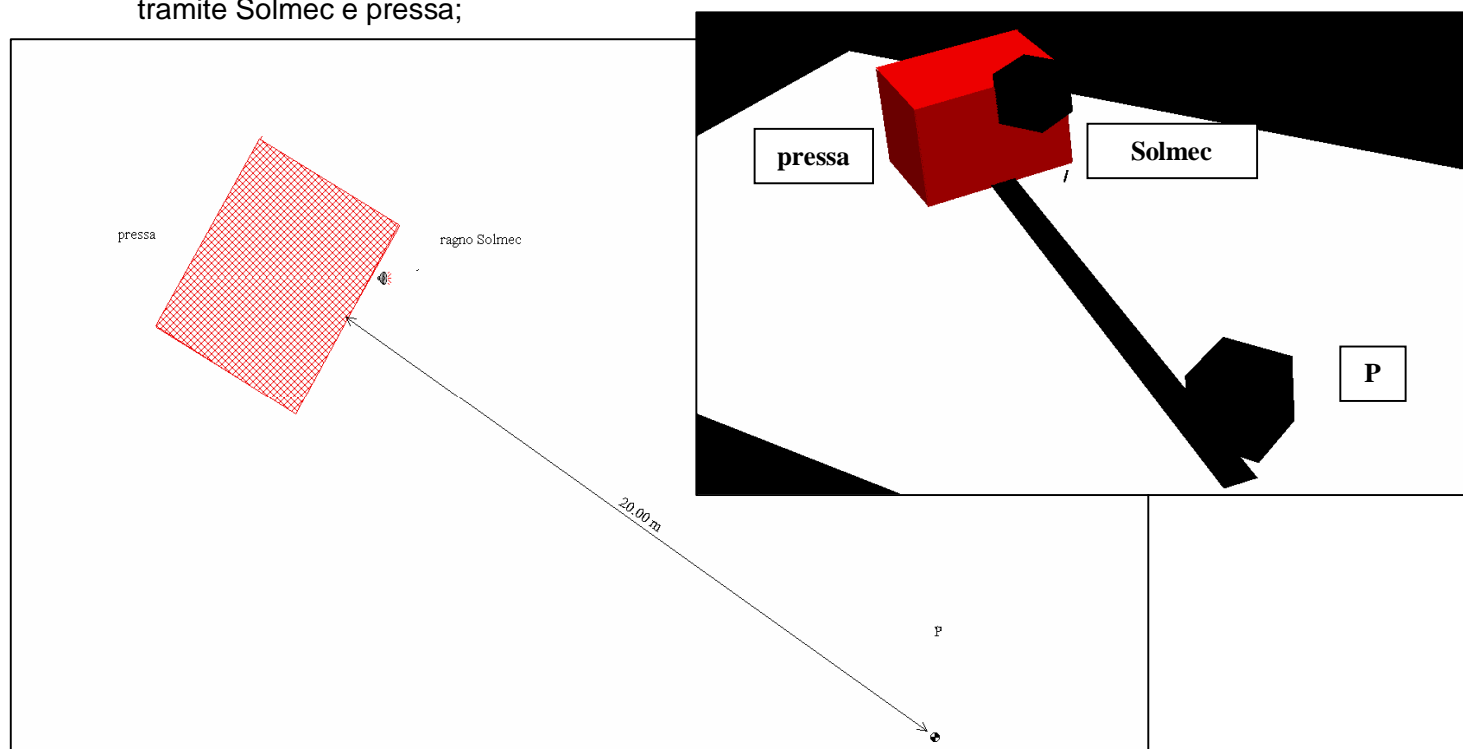 tramite Solmec e pressa;
pressa
Solmec
P
pressa
ragno Solmec
20.00 m
P